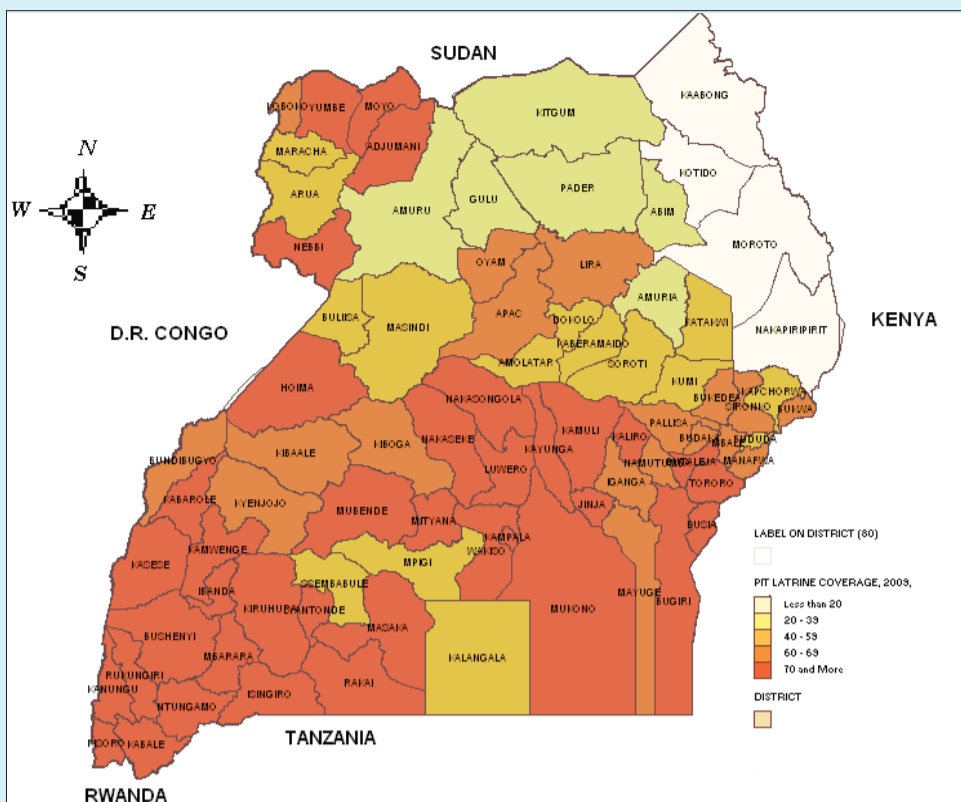 SUDAN
KAABONG
KITGUM
YUMBE
MOYO
ADJUMANI
MARACHA
KOTIDO
ARUA
PADER
GULU
ABIM
AMURU
N
W E
S
NEBBI
MOROTO
OYAM
LIRA
AMURIA
D.R. CONGO
BULIISA
MASINDI
APAC
DOKOLO
KATAKWI
KENYA
KABERAMAIDO
NAKAPIRIPIRIT
AMOLATAR
SOROTI
HOIMA
KUMI
KAPCHORWA
BUKEDEA
SIRONKO
BUKWA
NAKASONGOLA
KAMULI
PALLISA
KIBOGA
NAKASEKE
KALIRO
BUDAKA
MBALE
BUDUDA
BUNDIBUGYO
KIBAALE
KAYUNGA
NAMUTUMBA
BUTALEJA
MANAFWA
LUWERO
IGANGA
TORORO
KABAROLE
KYENJOJO
MUBENDE
MITYANA
JINJA
BUSIA
KAMPALA
WAKISO
KAMWENGE
MPIGI
KASESE
SSEMBABULE
IBANDA
KIRUHURA
MAYUGE
BUGIRI
MASAKA
MUKONO
BUSHENYI
MBARARA
KALANGALA
RUKUNGIRI
KANUNGU
RAKAI
ISINGIRO
NTUNGAMO
KABALE
TANZANIA
RWANDA
LABEL ON DISTRICT (80)
PIT LATRINE COVERAGE, 2009,
Less than 20
20 - 39
40 - 59
60 - 69
70 and More
DISTRICT